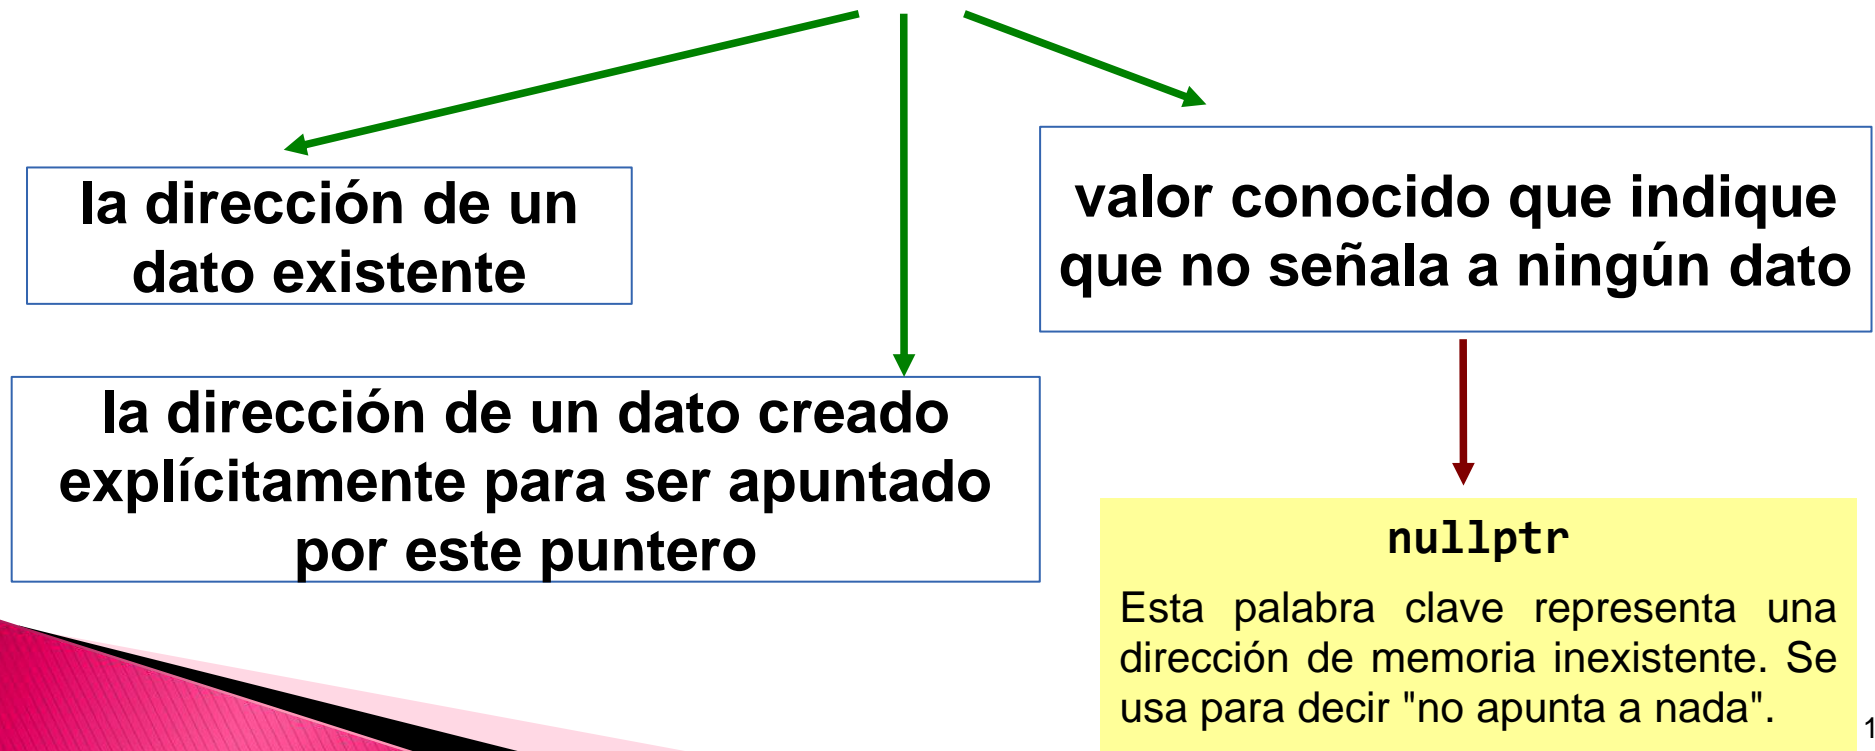 la dirección de un
dato existente
valor conocido que indique
que no señala a ningún dato
la dirección de un dato creado
explícitamente para ser apuntado
por este puntero
nullptr
Esta palabra clave representa una
dirección de memoria inexistente. Se
usa para decir "no apunta a nada".
1